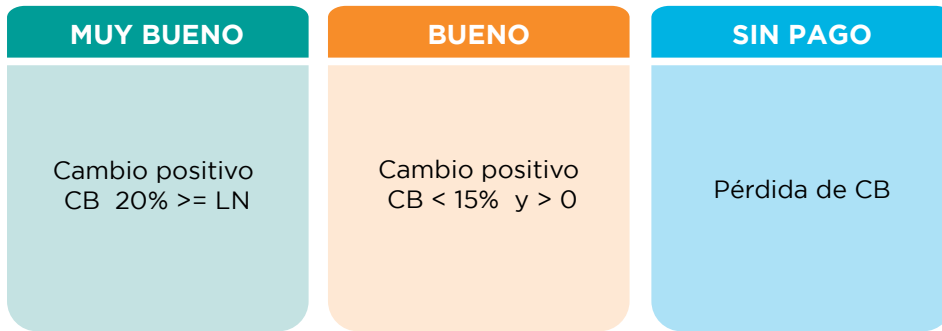 MUY BUENO
Cambio positivo
CB 20% >= LN
BUENO
Cambio positivo
CB < 15% y > 0
SIN PAGO
Pérdida de CB